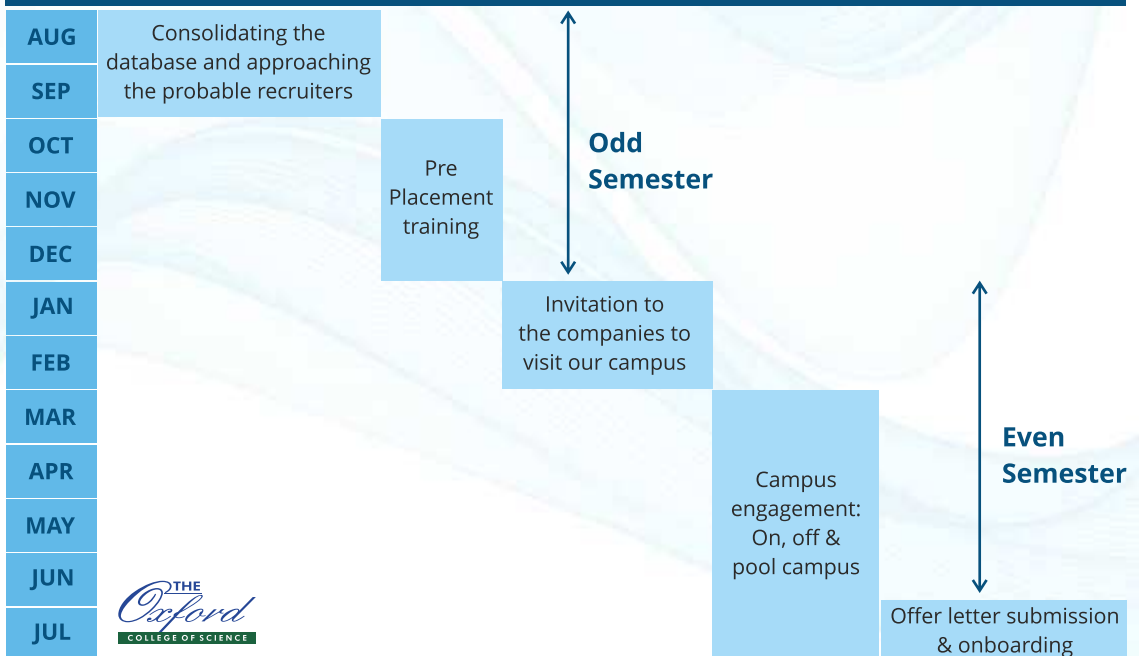 AUG
SEP
OCT
NOV
DEC
JAN
FEB
MAR
APR
MAY
JUN
JUL
Consolidating the
database and approaching
the probable recruiters
Pre
Placement
training
Invitation to
the companies to
visit our campus
Campus
engagement:
On, off &
pool campus
Offer letter submission
& onboarding
Odd
Semester
Even
Semester
THE
Oxford
COLLEGE OF SCIENCE